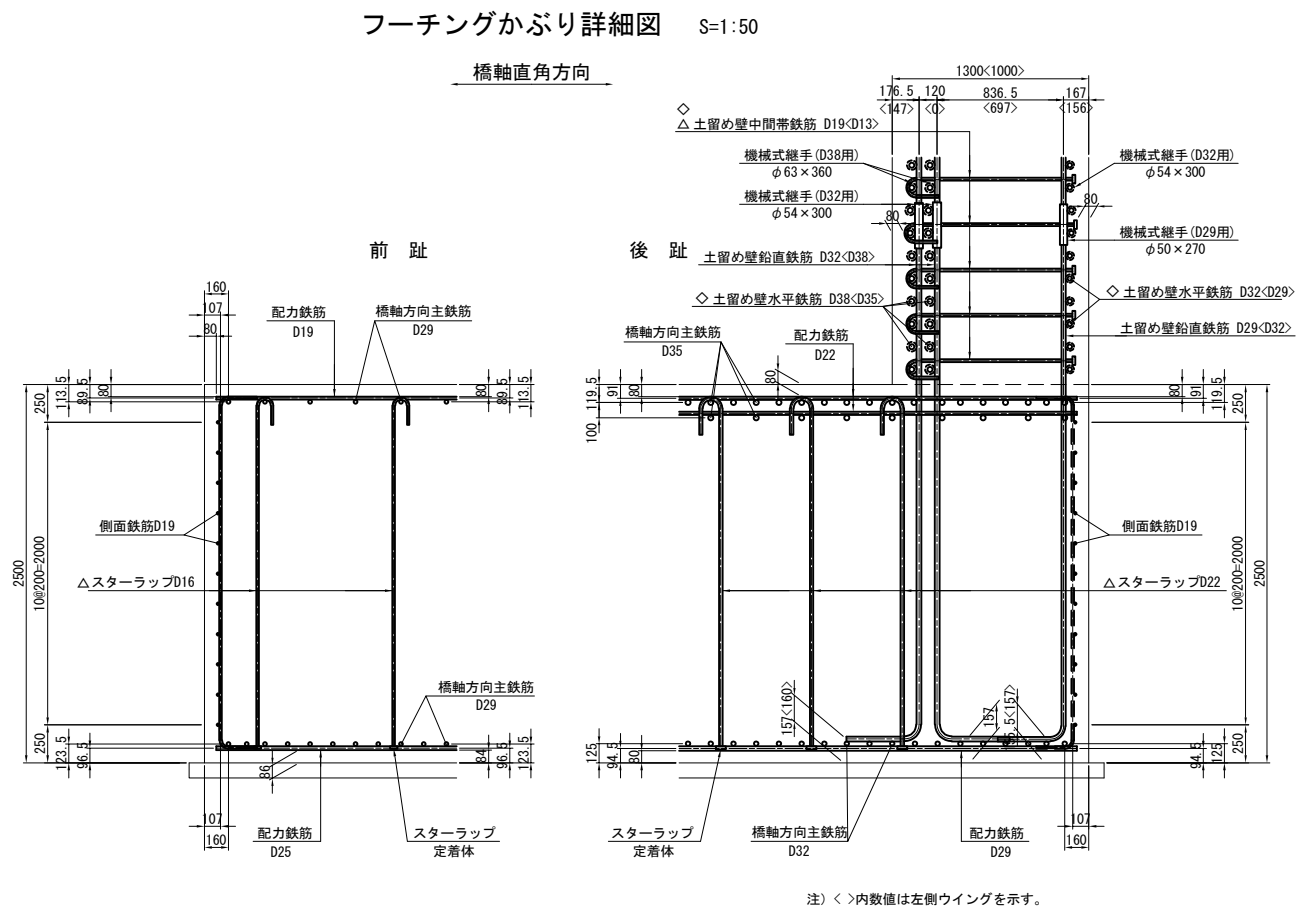 フーチングかぶり詳細図 S=1:50
橋軸直角方向
1300<1000>
176.5 120 836.5 167
<147> <0> <697> <156>
◇
△土留め壁中間帯鉄筋 D19<D13>
機械式継手(D38用)
φ63×360
機械式継手(D32用)
φ54×300
機械式継手(D32用)
φ54×300
80
80
機械式継手(D29用)
φ50×270
前 趾
後 趾
土留め壁鉛直鉄筋 D32<D38>
◇土留め壁水平鉄筋 D38<D35>
◇土留め壁水平鉄筋 D32<D29>
土留め壁鉛直鉄筋 D29<D32>
160
107
80
配力鉄筋
D19
橋軸方向主鉄筋
D29
橋軸方向主鉄筋
D35
配力鉄筋
D22
80
250
113.5
89.5
80
80
89.5
113.5
119.5
91
80
100
80
91
119.5
250
側面鉄筋D19
側面鉄筋D19
2500
10@200=2000
△スターラップD16
△スターラップD22
10@200=2000
2500
橋軸方向主鉄筋
D29
157<160>
157
<157>
250
123.5
96.5
86
84
96.5
123.5
125
94.5
80
94.5
125
250
107
160
配力鉄筋
D25
スターラップ
定着体
スターラップ
定着体
橋軸方向主鉄筋
D32
配力鉄筋
D29
107
160
注) < >内数値は左側ウイングを示す。